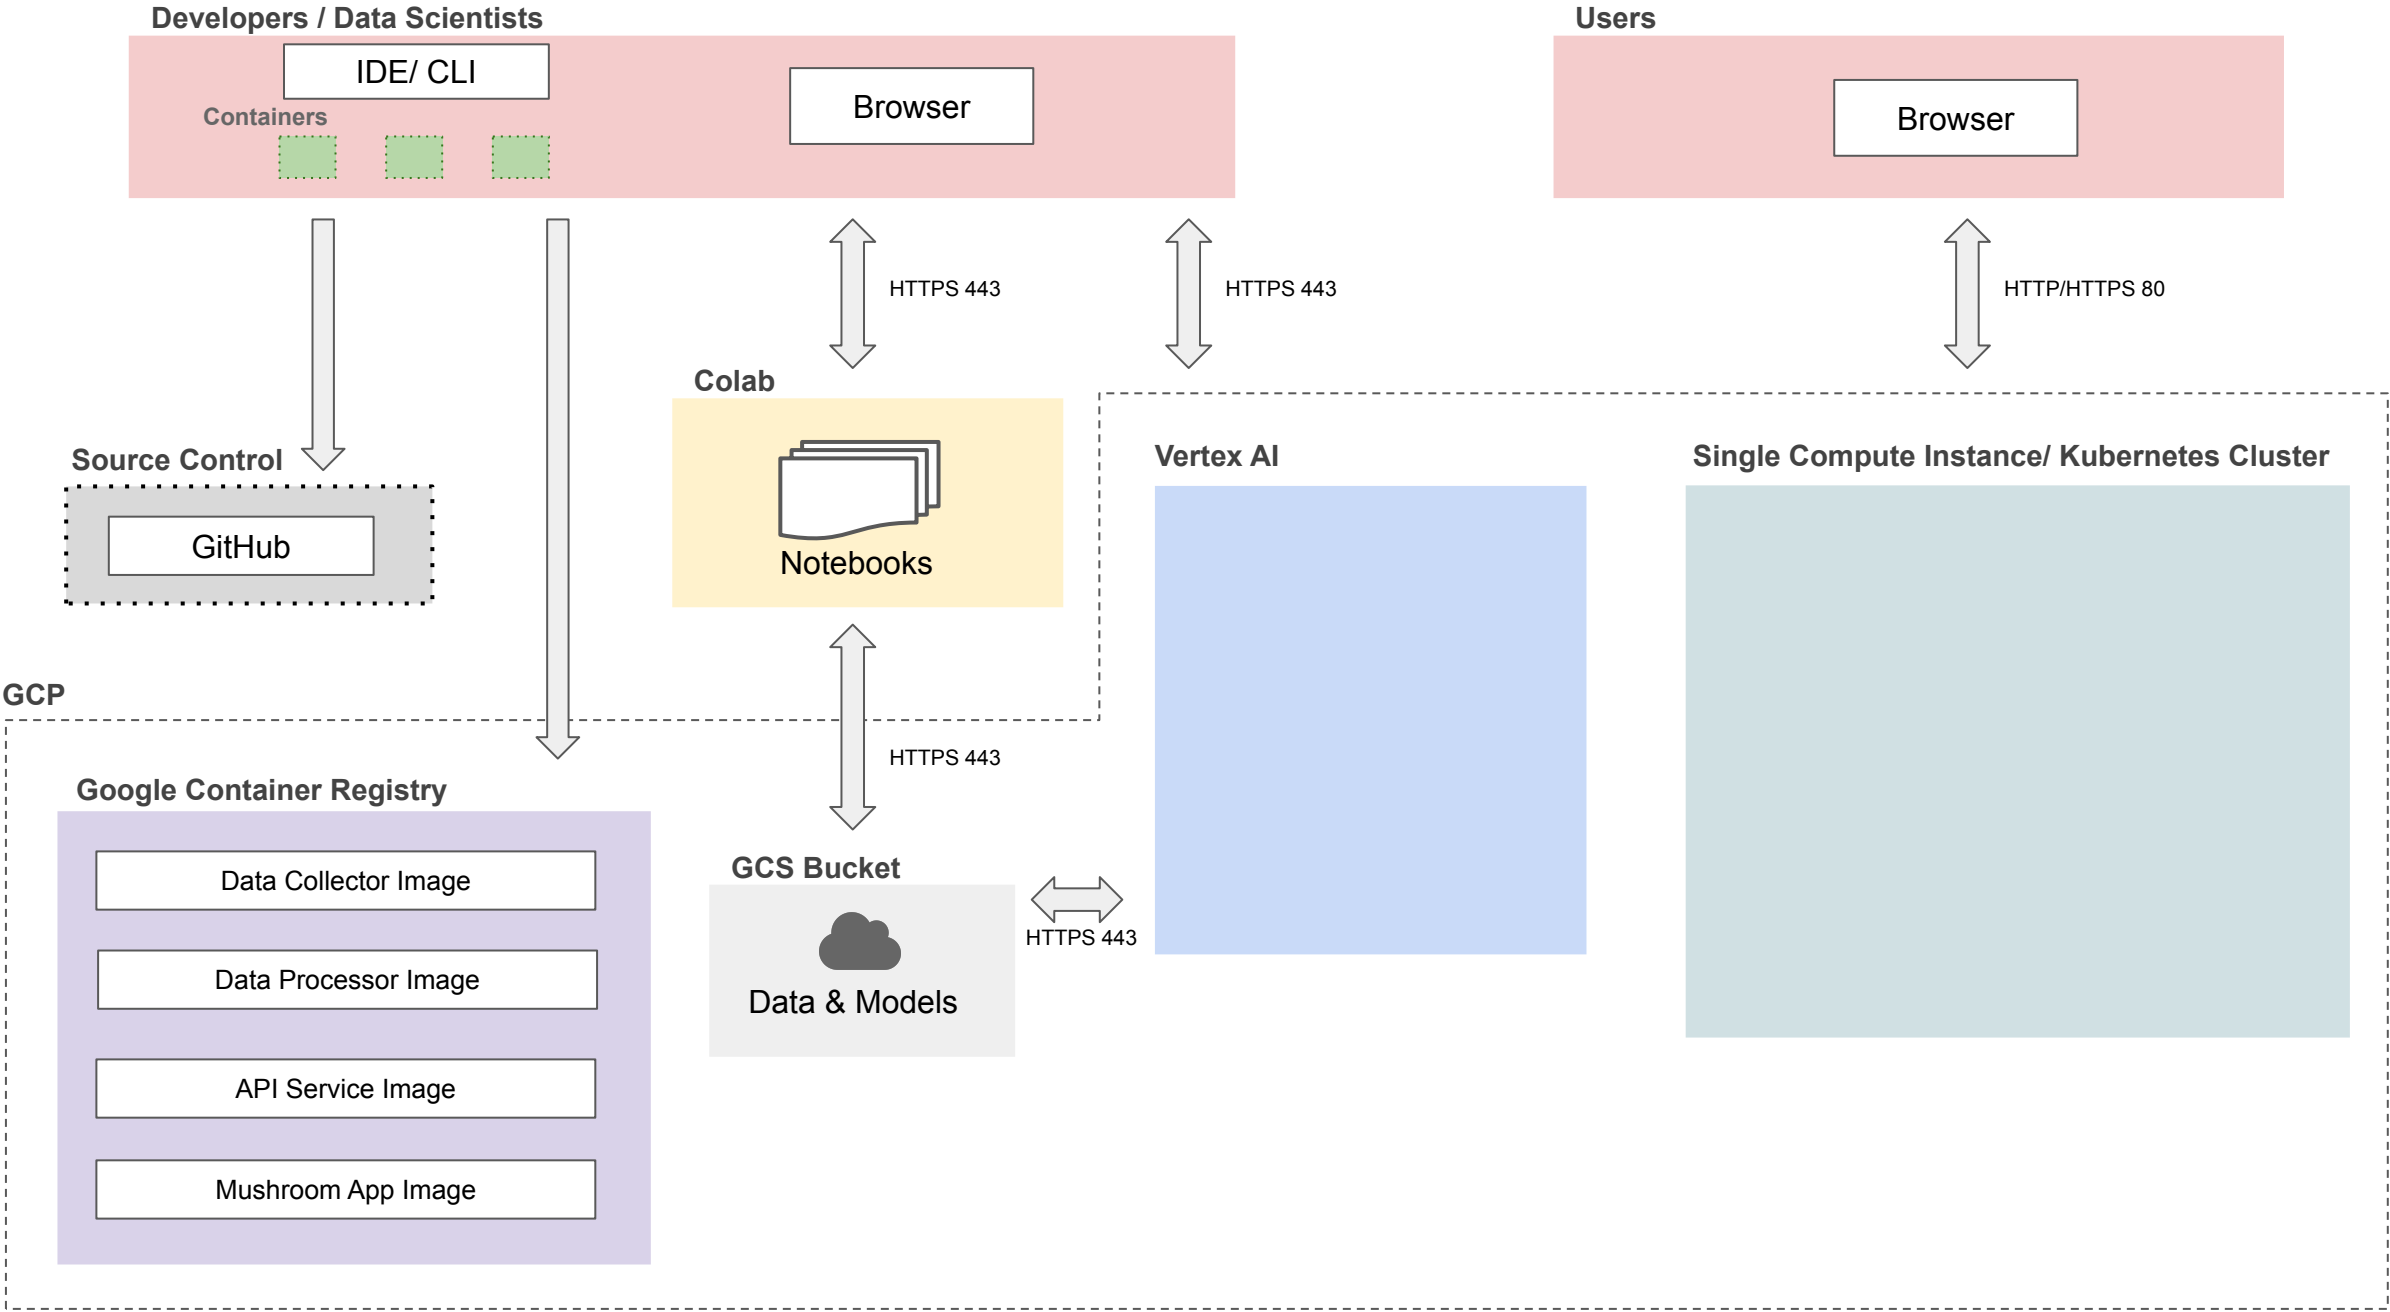 Developers / Data Scientists
Users
IDE/ CLI
Browser
Browser
Containers
HTTPS 443
HTTPS 443
HTTP/HTTPS 80
Colab
Source Control
Vertex AI
Single Compute Instance/ Kubernetes Cluster
GitHub
Notebooks
GCP
HTTPS 443
Google Container Registry
GCS Bucket
Data Collector Image
HTTPS 443
Data Processor Image
Data & Models
API Service Image
Mushroom App Image